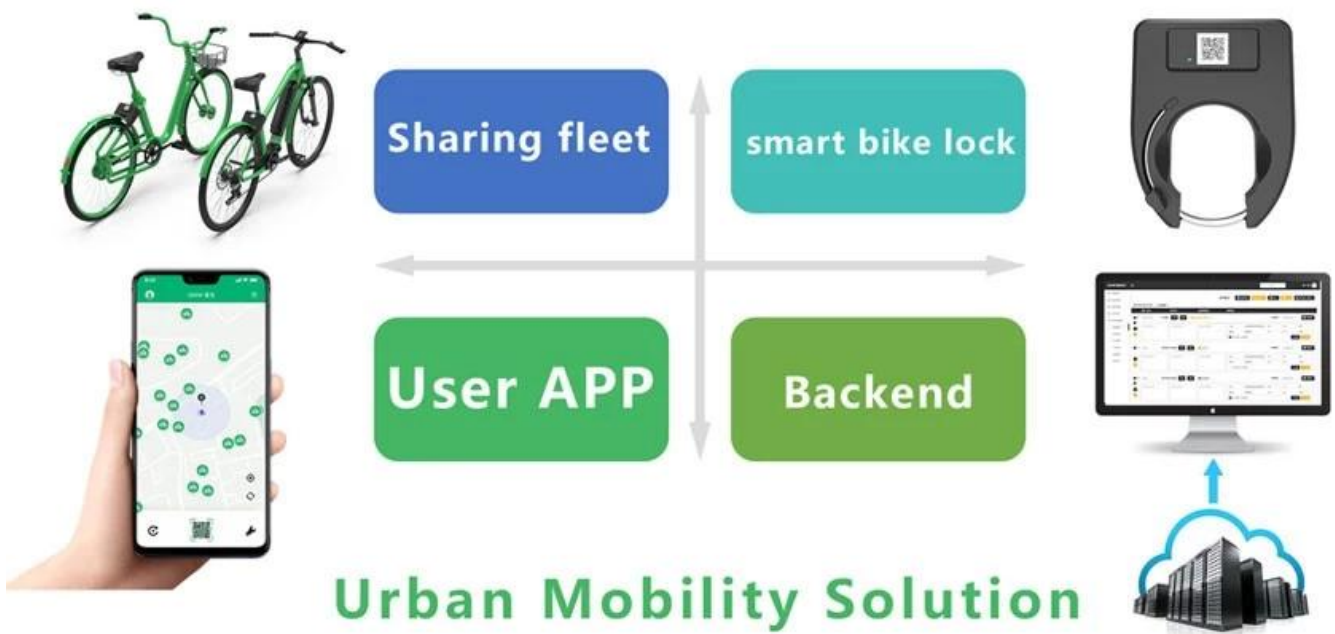 Sharing fleet
smart bike lock
User APP
Backend
Urban Mobility Solution